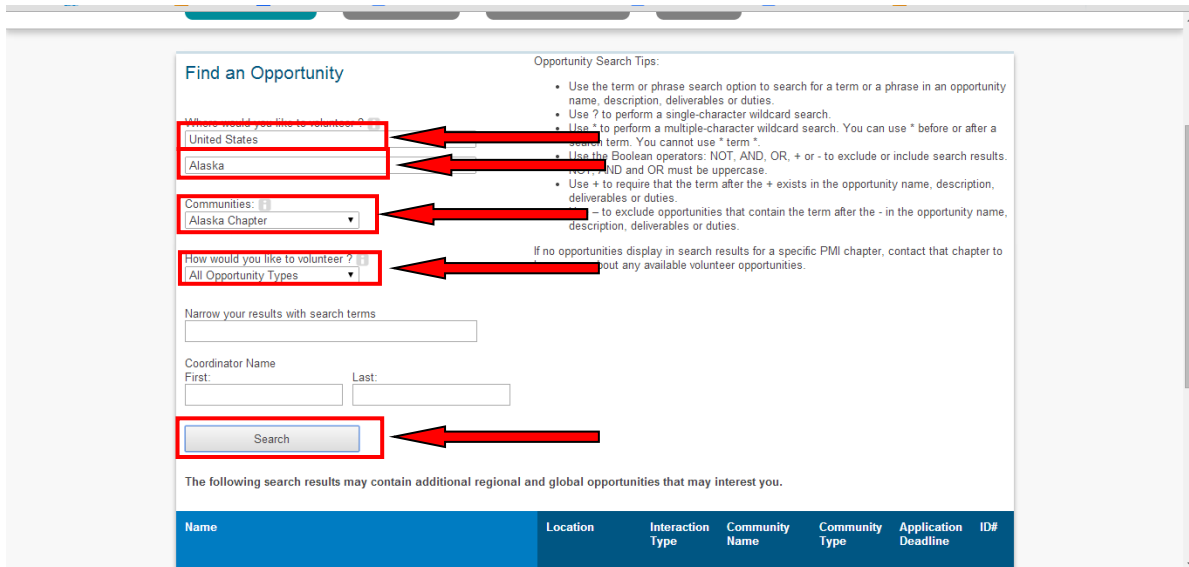 Find an Opportunity
Where would you like to volunteer ?
United States
Alaska
Communities:
Alaska Chapter
How would you like to volunteer ?
All Opportunity Types
Narrow your results with search terms
Coordinator Name
First: Last:
Search
Opportunity Search Tips:
• Use the term or phrase search option to search for a term or a phrase in an opportunity
name, description, deliverables or duties.
• Use ? to perform a single-character wildcard search.
• Use * to perform a multiple-character wildcard search. You can use * before or after a
search term. You cannot use * term *.
• Use the Boolean operators: NOT, AND, OR, + or - to exclude or include search results.
NOT, AND and OR must be
uppercase.
• Use + to require that the term after the + exists in the opportunity name, description,
deliverables or duties.
– to exclude opportunities that contain the term after the - in the opportunity name,
description, deliverables or duties.
If no opportunities display in search results for a specific PMI chapter, contact that chapter to
about any available volunteer opportunities.
The following search results may contain additional regional and global opportunities that may interest you.
Name Location Interaction Type Community Name Community Type Application Deadline ID#